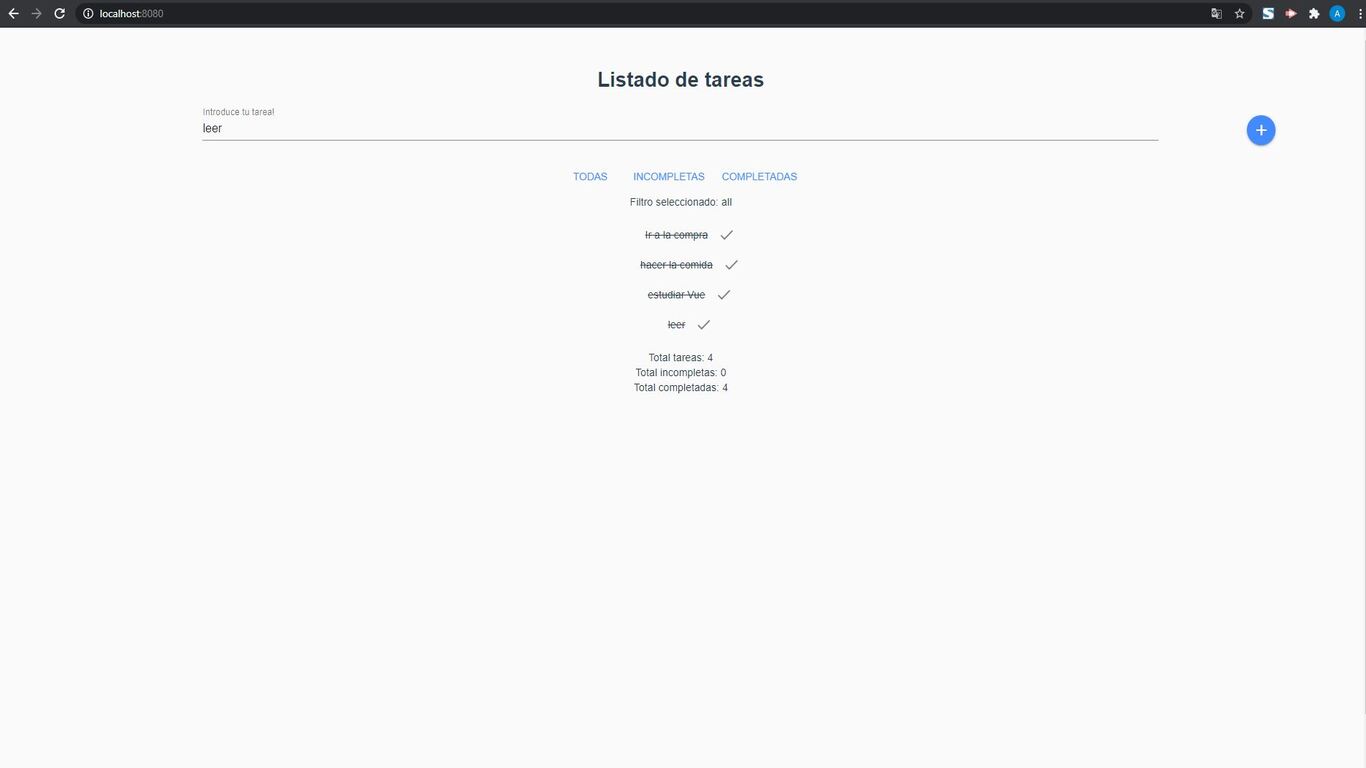 localhost:8080
A
Listado de tareas
Introduce tu tarea!
leer
TODAS INCOMPLETAS COMPLETADAS
Filtro seleccionado: all
Ir a la compra
hacer la comida
estudiar Vue
leer
Total tareas: 4
Total incompletas: 0
Total completadas: 4